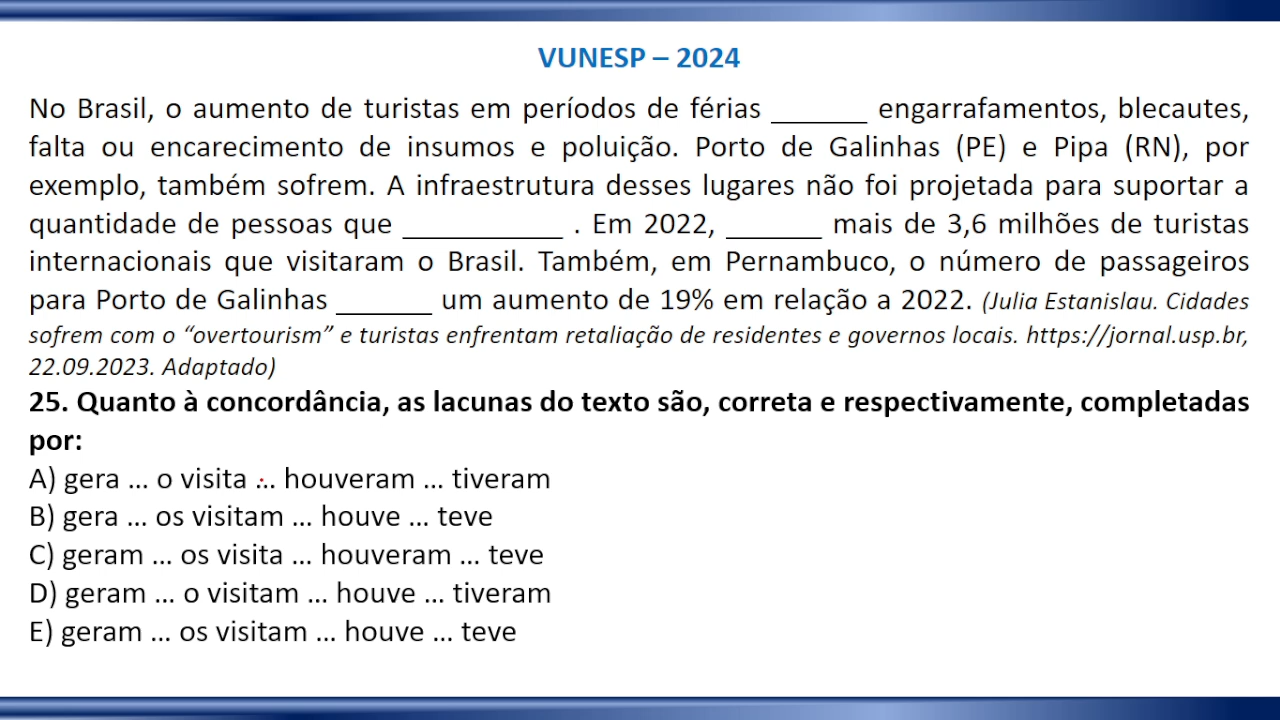 VUNESP – 2024
No Brasil, o aumento de turistas em períodos de férias ______ engarrafamentos, blecautes,
falta ou encarecimento de insumos e poluição. Porto de Galinhas (PE) e Pipa (RN), por
exemplo, também sofrem. A infraestrutura desses lugares não foi projetada para suportar a
quantidade de pessoas que __________ . Em 2022, ______ mais de 3,6 milhões de turistas
internacionais que visitaram o Brasil. Também, em Pernambuco, o número de passageiros
para Porto de Galinhas ______ um aumento de 19% em relação a 2022. (Julia Estanislau. Cidades
sofrem com o “overtourism” e turistas enfrentam retaliação de residentes e governos locais. https://jornal.usp.br,
22.09.2023. Adaptado)
25. Quanto à concordância, as lacunas do texto são, correta e respectivamente, completadas
por:
A) gera ... o visita ... houveram ... tiveram
B) gera ... os visitam ... houve ... teve
C) geram ... os visita ... houveram ... teve
D) geram ... o visitam ... houve ... tiveram
E) geram ... os visitam ... houve ... teve